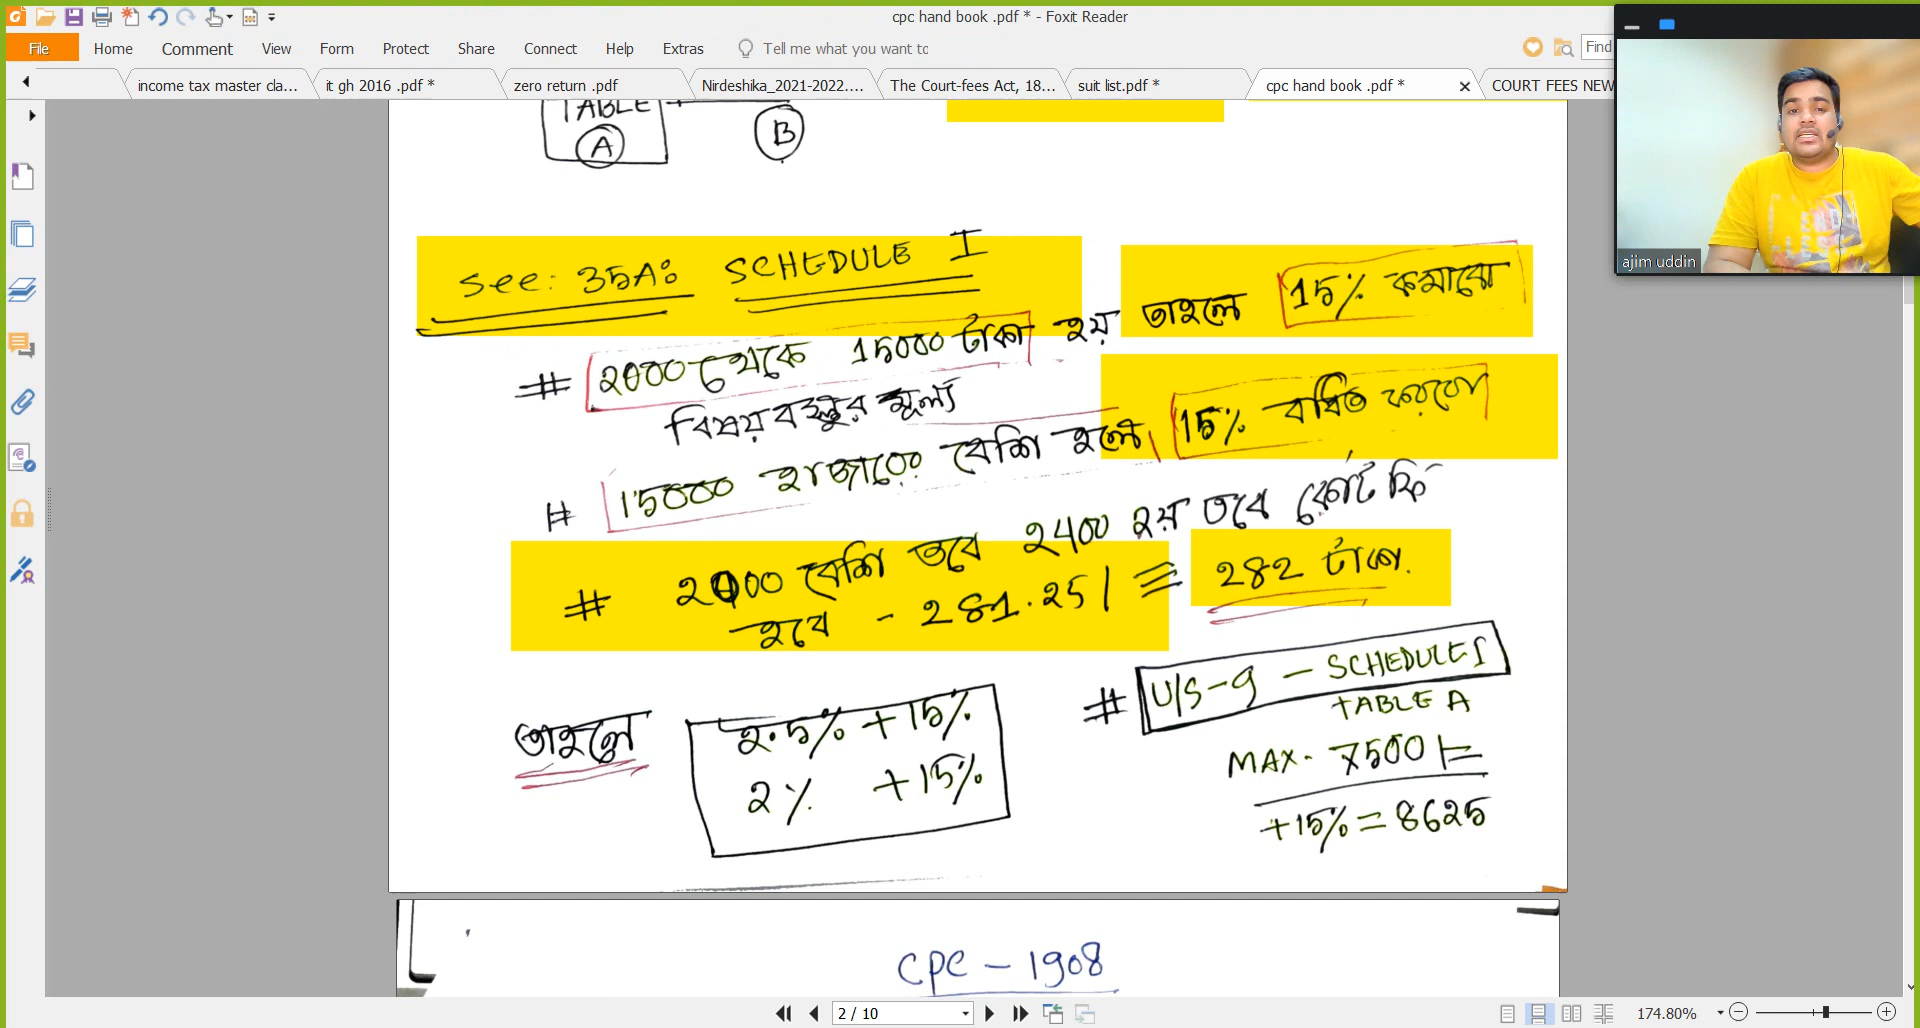 cpc hand book .pdf * - Foxit Reader
File Home Comment View Form Protect Share Connect Help Extras Tell me what you want to Find
income tax master cla... it gh 2016 .pdf * zero return .pdf Nirdeshika_2021-2022.... The Court-fees Act, 18... suit list.pdf * cpc hand book .pdf * COURT FEES NEW
ajim uddin
TABLE
A B
See: 35A: SCHEDULE I
# 2000 থেকে 15000 টাকা হয় তাহলে 15% কমাবো
বিষয়বস্তুর মূল্য
# 15000 হাজারের বেশি হলে 15% বর্ধিত করবো
# 2000 বেশি তবে 2400 হয় তবে কোর্ট ফি
হবে - 281.25/ = 282 টাকা.
তাহলে 2.5% +15%
2% +15%
# U/S-9 - SCHEDULE I
TABLE A
MAX. 7500/=
+15% = 8625
CPC - 1908
2 / 10
174.80%